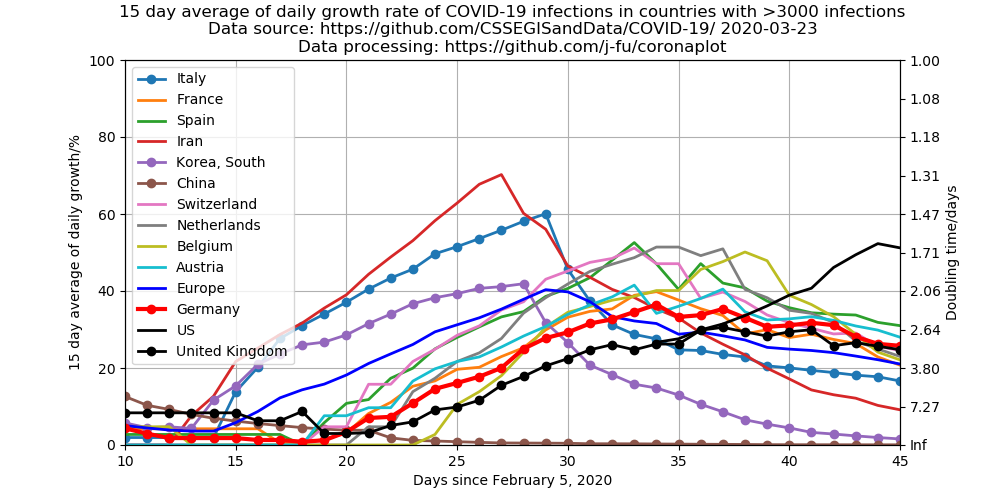 15 day average of daily growth rate of COVID-19 infections in countries with >3000 infections
Data source: https://github.com/CSSEGISandData/COVID-19/ 2020-03-23
Data processing: https://github.com/j-fu/coronaplot
100
80
60
40
20
0
15 day average of daily growth/%
Italy
France
Spain
Iran
Korea, South
China
Switzerland
Netherlands
Belgium
Austria
Europe
Germany
US
United Kingdom
1.00
1.08
1.18
1.31
1.47
1.71
2.06
2.64
3.80
7.27
Inf
Doubling time/days
10
15
20
25
30
35
40
45
Days since February 5, 2020